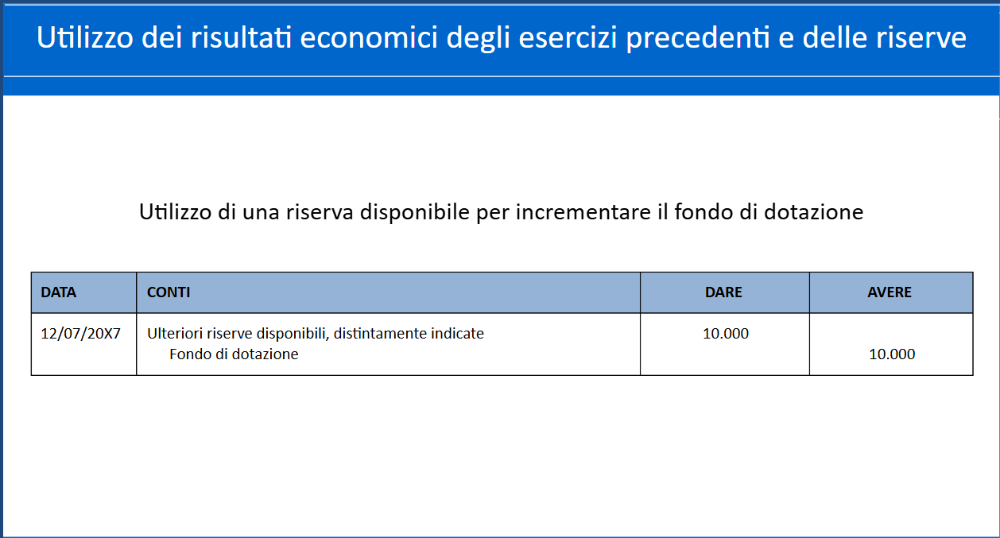 Utilizzo dei risultati economici degli esercizi precedenti e delle riserve
Utilizzo di una riserva disponibile per incrementare il fondo di dotazione
DATA CONTI DARE AVERE
12/07/20X7 Ulteriori riserve disponibili, distintamente indicate 10.000
Fondo di dotazione 10.000